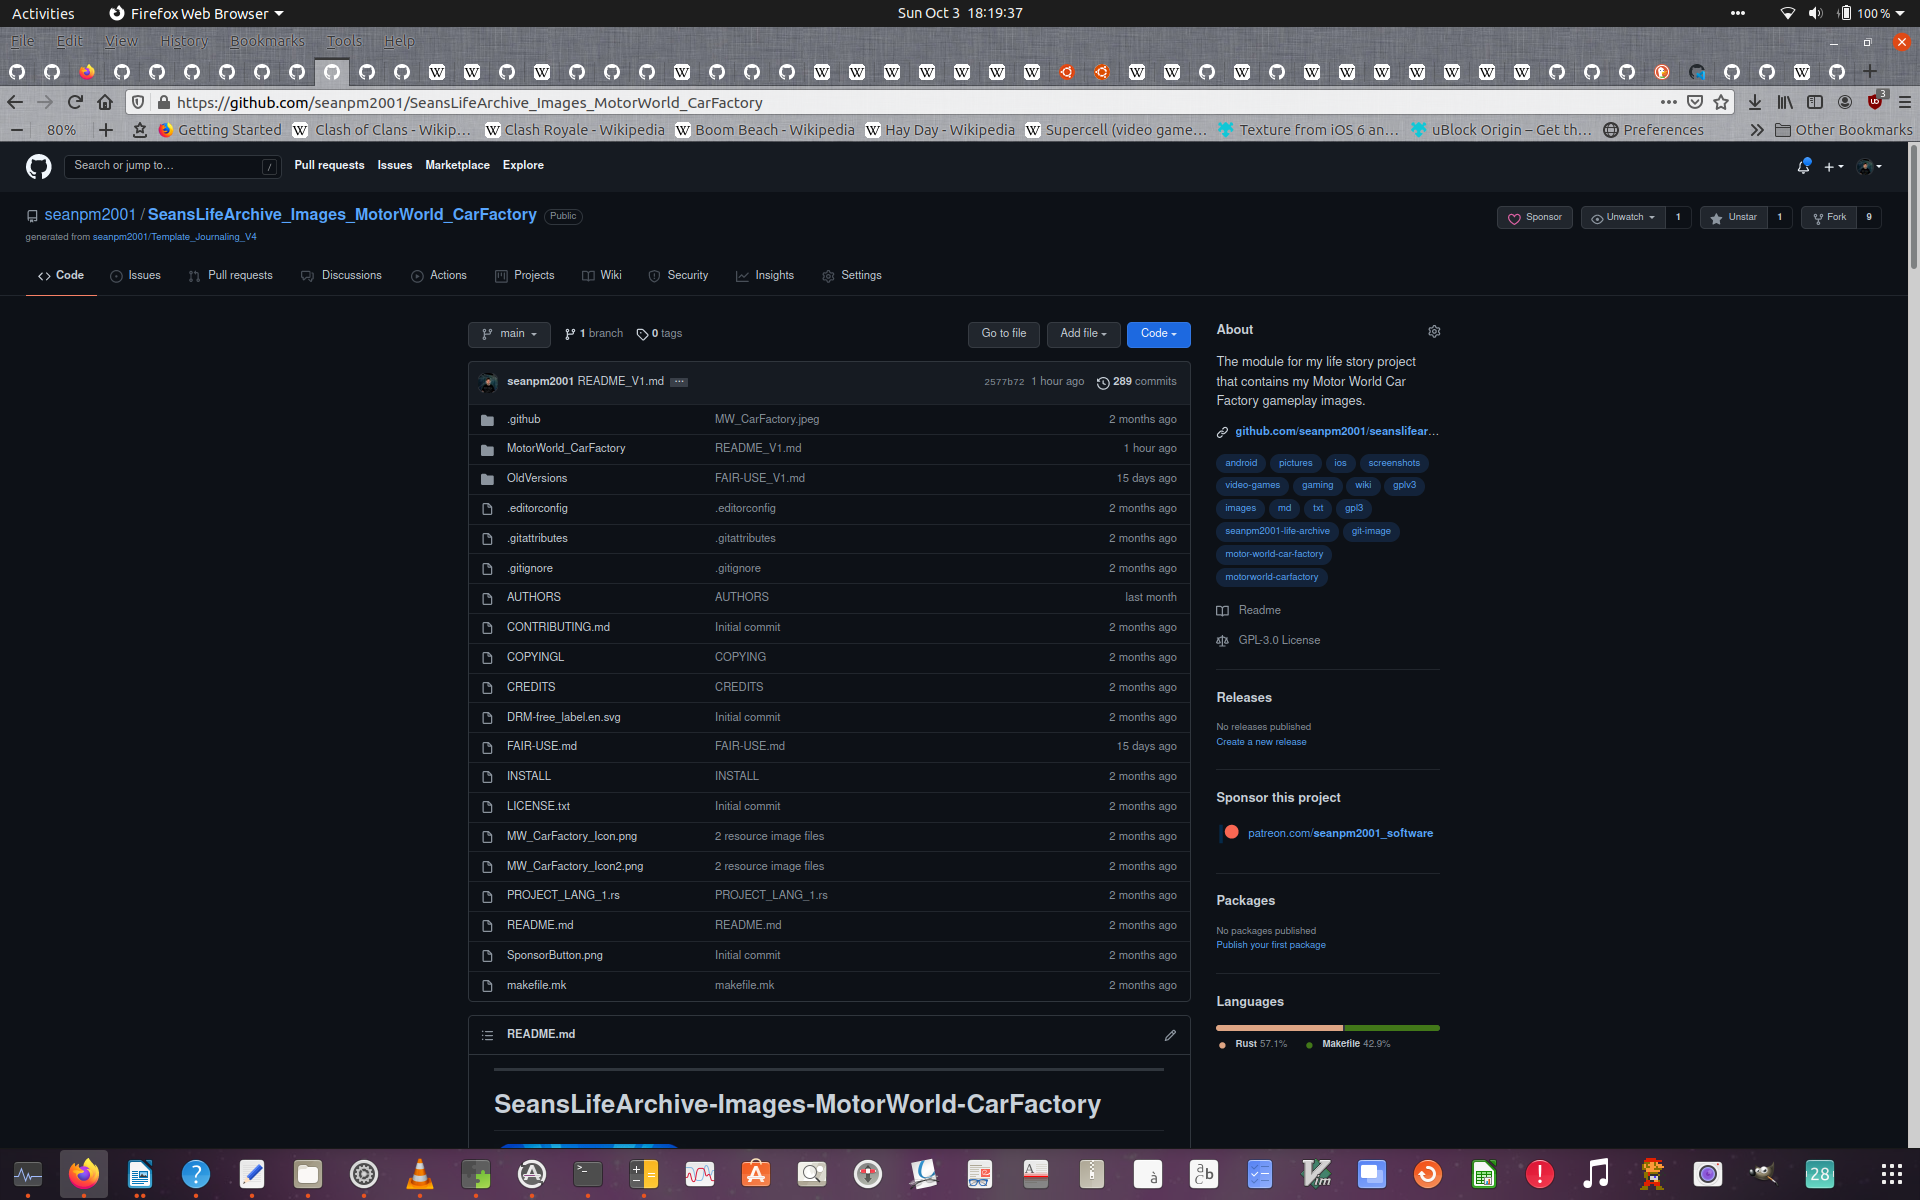 Activities Firefox Web Browser Sun Oct 3 18:19:37 100 %
File Edit View History Bookmarks Tools Help
https://github.com/seanpm2001/SeansLifeArchive_Images_MotorWorld_CarFactory 3
80% Getting Started Clash of Clans - Wikip… Clash Royale - Wikipedia Boom Beach - Wikipedia Hay Day - Wikipedia Supercell (video game… Texture from iOS 6 an… uBlock Origin – Get th… Preferences Other Bookmarks
Search or jump to… / Pull requests Issues Marketplace Explore
seanpm2001 / SeansLifeArchive_Images_MotorWorld_CarFactory Public Sponsor Unwatch 1 Unstar 1 Fork 9
generated from seanpm2001/Template_Journaling_V4
Code Issues Pull requests Discussions Actions Projects Wiki Security Insights Settings
main 1 branch 0 tags Go to file Add file Code
seanpm2001 README_V1.md 2577b72 1 hour ago 289 commits
.github MW_CarFactory.jpeg 2 months ago
MotorWorld_CarFactory README_V1.md 1 hour ago
OldVersions FAIR-USE_V1.md 15 days ago
.editorconfig .editorconfig 2 months ago
.gitattributes .gitattributes 2 months ago
.gitignore .gitignore 2 months ago
AUTHORS AUTHORS last month
CONTRIBUTING.md Initial commit 2 months ago
COPYINGL COPYING 2 months ago
CREDITS CREDITS 2 months ago
DRM-free_label.en.svg Initial commit 2 months ago
FAIR-USE.md FAIR-USE.md 15 days ago
INSTALL INSTALL 2 months ago
LICENSE.txt Initial commit 2 months ago
MW_CarFactory_Icon.png 2 resource image files 2 months ago
MW_CarFactory_Icon2.png 2 resource image files 2 months ago
PROJECT_LANG_1.rs PROJECT_LANG_1.rs 2 months ago
README.md README.md 2 months ago
SponsorButton.png Initial commit 2 months ago
makefile.mk makefile.mk 2 months ago
README.md
SeansLifeArchive-Images-MotorWorld-CarFactory
About
The module for my life story project
that contains my Motor World Car
Factory gameplay images.
github.com/seanpm2001/seanslifear…
android pictures ios screenshots
video-games gaming wiki gplv3
images md txt gpl3
seanpm2001-life-archive git-image
motor-world-car-factory
motorworld-carfactory
Readme
GPL-3.0 License
Releases
No releases published
Create a new release
Sponsor this project
patreon.com/seanpm2001_software
Packages
No packages published
Publish your first package
Languages
Rust 57.1% Makefile 42.9%
28